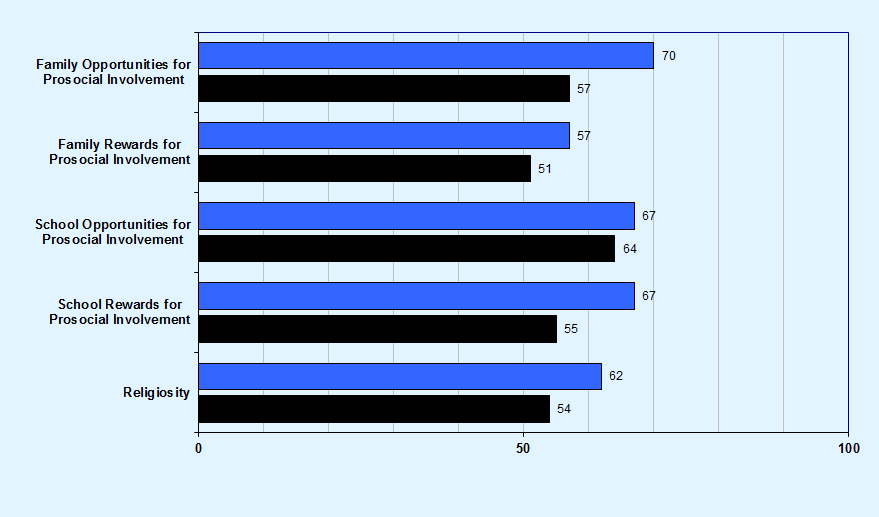 Family Opportunities for
Prosocial Involvement
70
57
Family Rewards for
Prosocial Involvement
57
51
School Opportunities for
Prosocial Involvement
67
64
School Rewards for
Prosocial Involvement
67
55
Religiosity
62
54
0 50 100